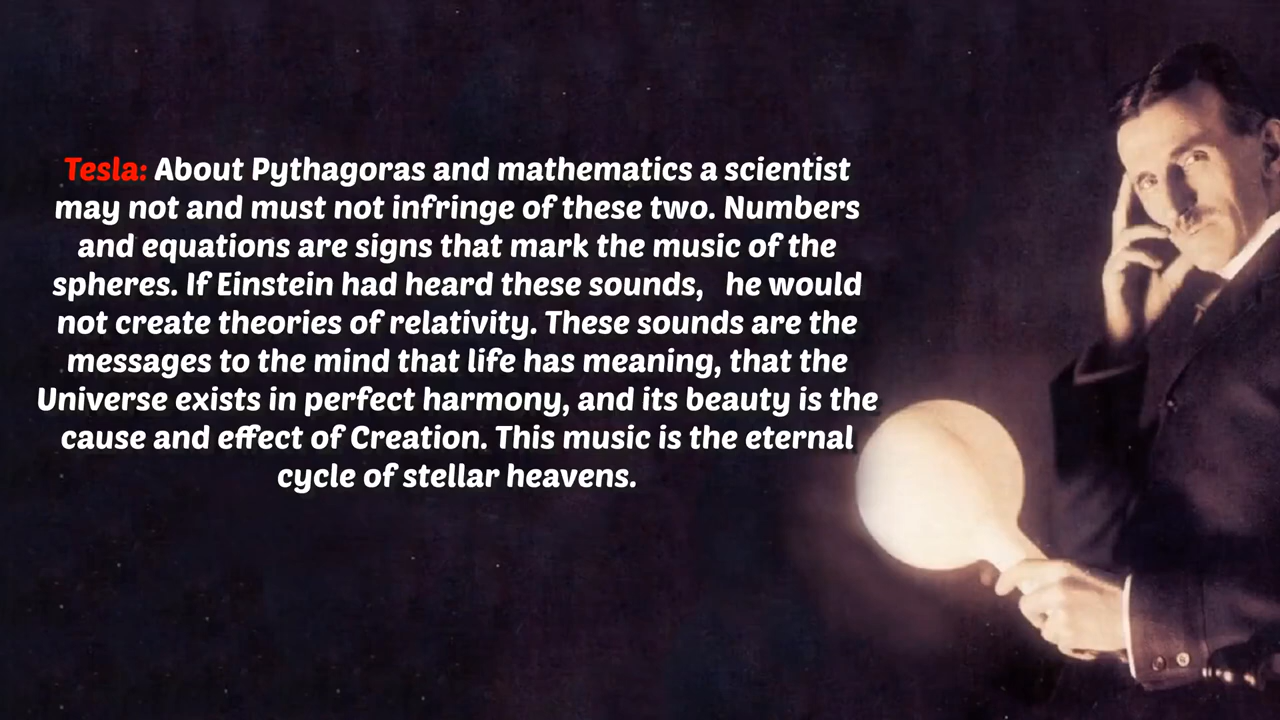 Tesla: About Pythagoras and mathematics a scientist
may not and must not infringe of these two. Numbers
and equations are signs that mark the music of the
spheres. If Einstein had heard these sounds,   he would
not create theories of relativity. These sounds are the
messages to the mind that life has meaning, that the
Universe exists in perfect harmony, and its beauty is the
cause and effect of Creation. This music is the eternal
cycle of stellar heavens.